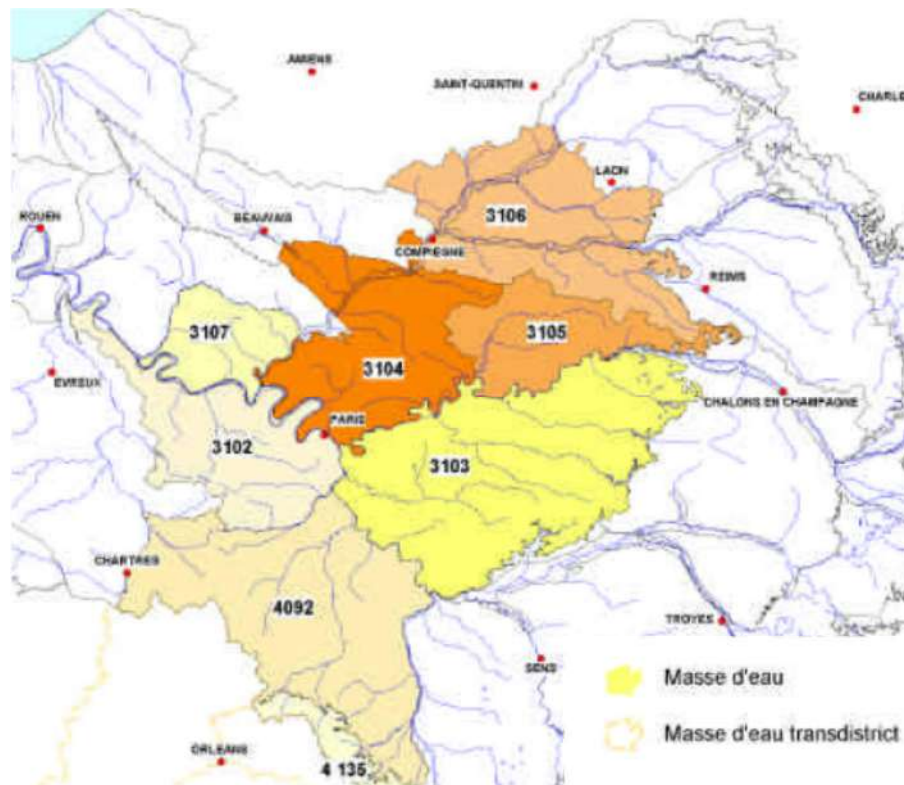 AMIENS
SAINT-QUENTIN
CHARLE
LAON
ROUEN
BEAUVAIS
3106
COMPIEGNE
REIMS
3107
3105
3104
EVREUX
CHALONS EN CHAMPAGNE
PARIS
3102
3103
CHARTRES
4092
TROYES
SENS
Masse d'eau
Masse d'eau transdistrict
ORLEANS
4 135